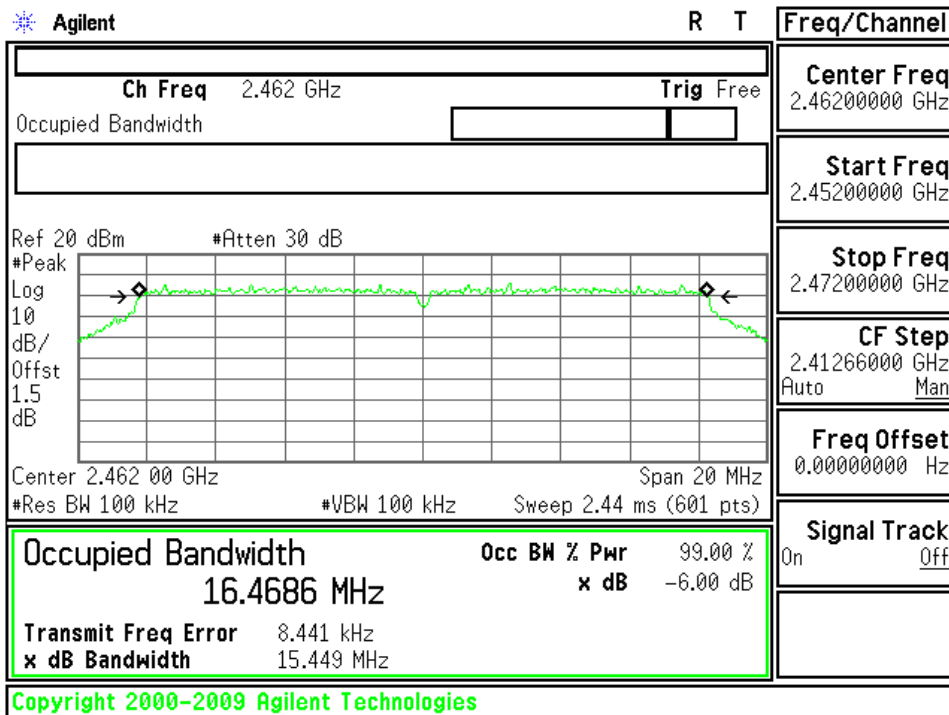 Agilent
R T
Freq/Channel
Ch Freq 2.462 GHz
Trig Free
Occupied Bandwidth
Center Freq
2.46200000 GHz
Start Freq
2.45200000 GHz
Stop Freq
2.47200000 GHz
CF Step
2.41266000 GHz
Auto Man
Freq Offset
0.00000000 Hz
Signal Track
On Off
Ref 20 dBm #Atten 30 dB
#Peak
Log
10
dB/
Offst
1.5
dB
Center 2.462 00 GHz Span 20 MHz
#Res BW 100 kHz #VBW 100 kHz Sweep 2.44 ms (601 pts)
Occupied Bandwidth
16.4686 MHz
Occ BW % Pwr 99.00 %
x dB -6.00 dB
Transmit Freq Error 8.441 kHz
x dB Bandwidth 15.449 MHz
Copyright 2000-2009 Agilent Technologies